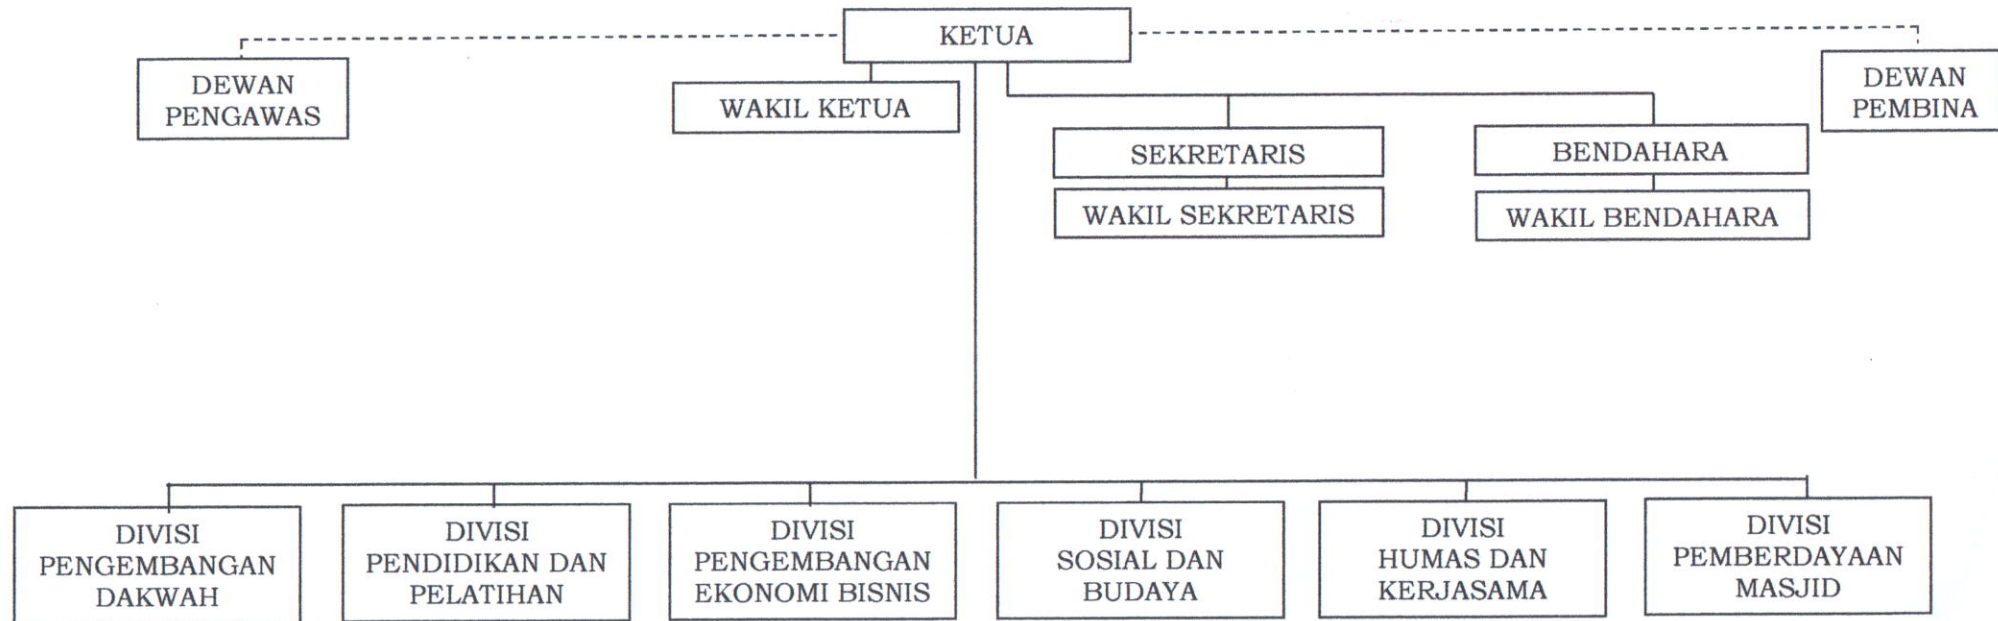 KETUA
DEWAN
PENGAWAS
WAKIL KETUA
DEWAN
PEMBINA
SEKRETARIS
BENDAHARA
WAKIL SEKRETARIS
WAKIL BENDAHARA
DIVISI
PENGEMBANGAN
DAKWAH
DIVISI
PENDIDIKAN DAN
PELATIHAN
DIVISI
PENGEMBANGAN
EKONOMI BISNIS
DIVISI
SOSIAL DAN
BUDAYA
DIVISI
HUMAS DAN
KERJASAMA
DIVISI
PEMBERDAYAAN
MASJID